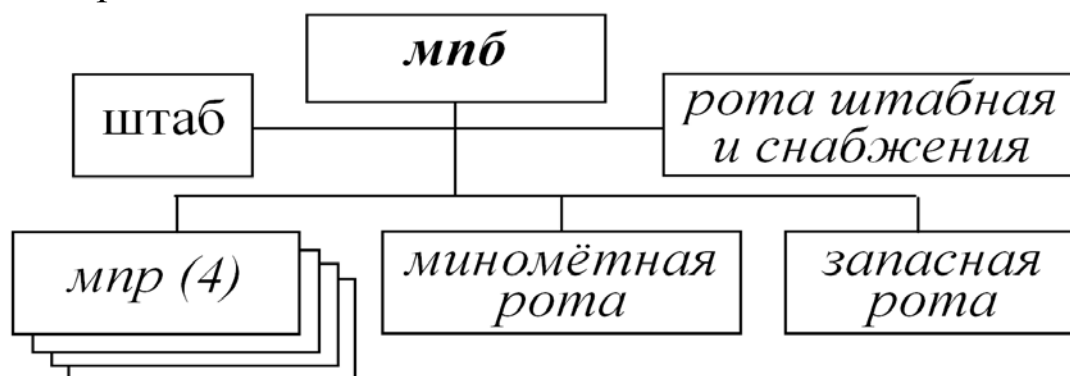 мпб
штаб
рота штабная
и снабжения
мпр (4)
миномётная
рота
запасная
рота